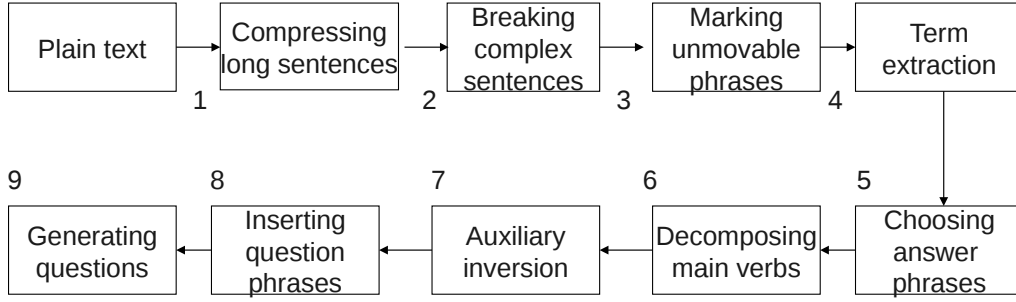 Plain text
Compressing
long sentences
Breaking
complex
sentences
Marking
unmovable
phrases
Term
extraction
1
2
3
4
9
8
7
6
5
Generating
questions
Inserting
question
phrases
Auxiliary
inversion
Decomposing
main verbs
Choosing
answer
phrases